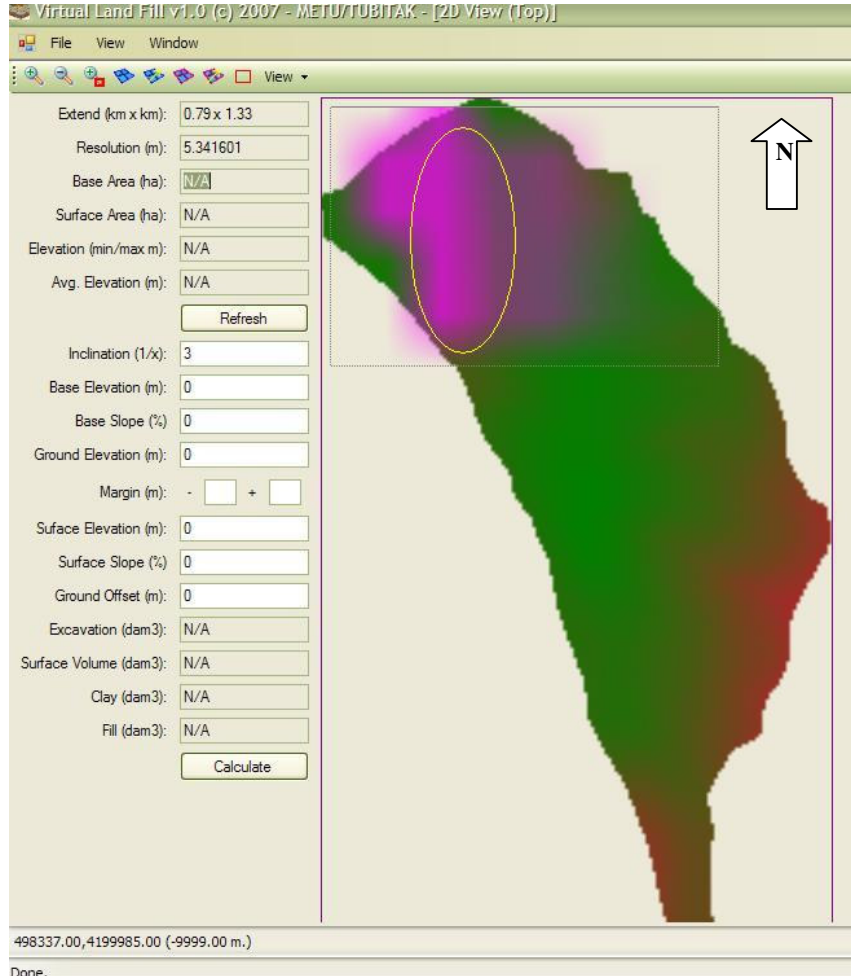 Virtual Land Fill v1.0 (c) 2007 - METU/TUBITAK - [2D View (Top)]
File View Window
View
Extend (km x km): 0.79 x 1.33
Resolution (m): 5.341601
Base Area (ha): N/A
Surface Area (ha): N/A
Elevation (min/max m): N/A
Avg. Elevation (m): N/A
Refresh
Inclination (1/x): 3
Base Elevation (m): 0
Base Slope (%) 0
Ground Elevation (m): 0
Margin (m): - +
Suface Elevation (m): 0
Surface Slope (%) 0
Ground Offset (m): 0
Excavation (dam3): N/A
Surface Volume (dam3): N/A
Clay (dam3): N/A
Fill (dam3): N/A
Calculate
N
498337.00,4199985.00 (-9999.00 m.)
Done.